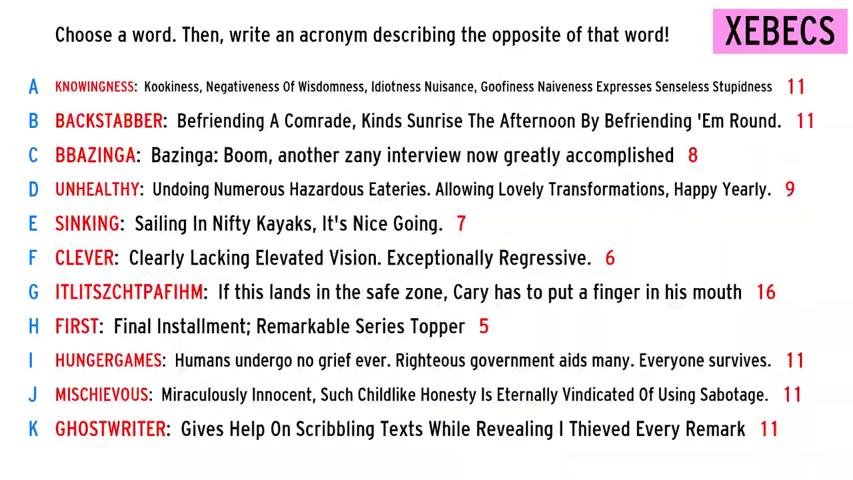 Choose a word. Then, write an acronym describing the opposite of that word!
XEBECS
A KNOWINGNESS: Kookiness, Negativeness Of Wisdomness, Idiotness Nuisance, Goofiness Naiveness Expresses Senseless Stupidness 11
B BACKSTABBER: Befriending A Comrade, Kinds Sunrise The Afternoon By Befriending 'Em Round. 11
C BBAZINGA: Bazinga: Boom, another zany interview now greatly accomplished 8
D UNHEALTHY: Undoing Numerous Hazardous Eateries. Allowing Lovely Transformations, Happy Yearly. 9
E SINKING: Sailing In Nifty Kayaks, It's Nice Going. 7
F CLEVER: Clearly Lacking Elevated Vision. Exceptionally Regressive. 6
G ITLITSZCHTPAFIHM: If this lands in the safe zone, Cary has to put a finger in his mouth 16
H FIRST: Final Installment; Remarkable Series Topper 5
I HUNGERGAMES: Humans undergo no grief ever. Righteous government aids many. Everyone survives. 11
J MISCHIEVOUS: Miraculously Innocent, Such Childlike Honesty Is Eternally Vindicated Of Using Sabotage. 11
K GHOSTWRITER: Gives Help On Scribbling Texts While Revealing I Thieved Every Remark 11